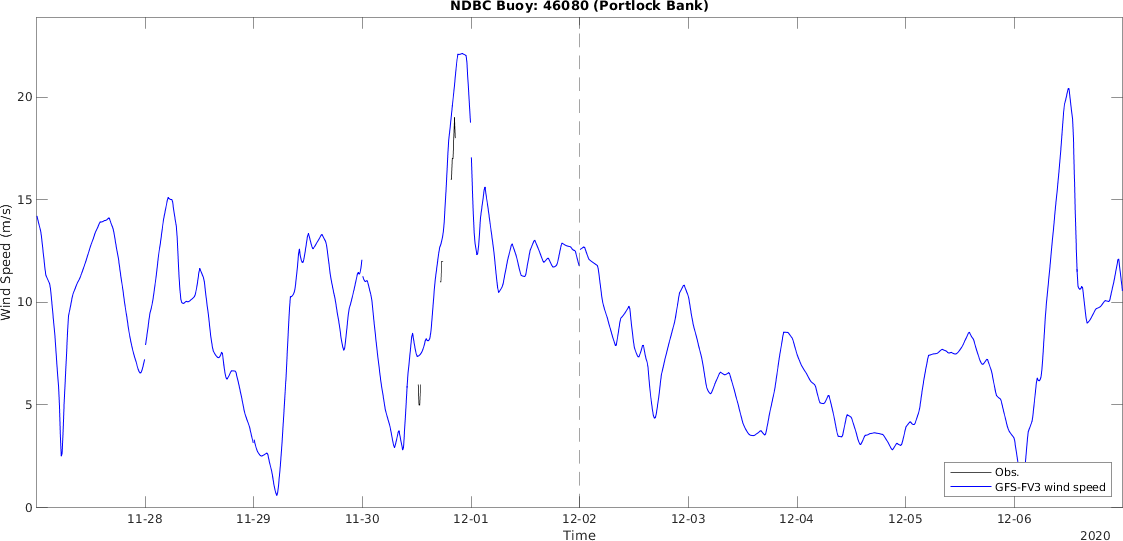 NDBC Buoy: 46080 (Portlock Bank)
Wind Speed (m/s)
20
15
10
5
0
11-28 11-29 11-30 12-01 12-02 12-03 12-04 12-05 12-06
Time
2020
Obs.
GFS-FV3 wind speed